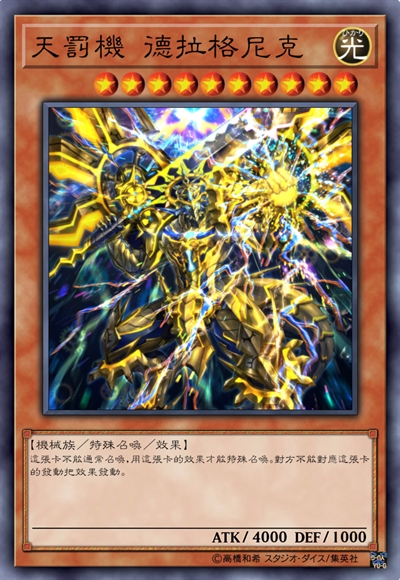 天罰機 德拉格尼克
ひかり
光
【機械族／特殊召喚／效果】
這張卡不能通常召喚，用這張卡的效果才能特殊召喚。對方不能對應這張卡
的發動把效果發動。
ATK/ 4000 DEF/ 1000
©高橋和希 スタジオ・ダイス/集英社